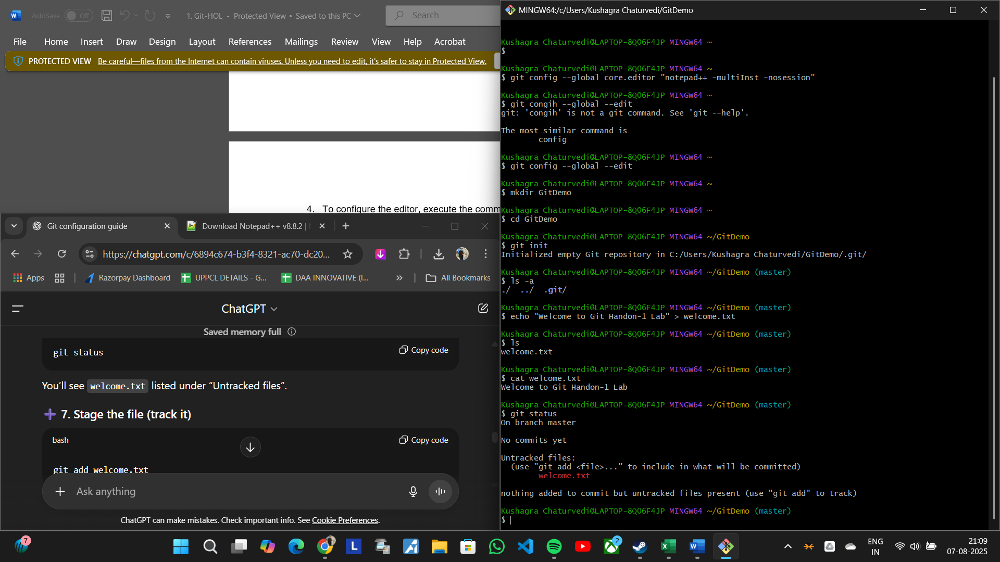 AutoSave Off 1. Git-HOL - Protected View • Saved to this PC Search
File Home Insert Draw Design Layout References Mailings Review View Help Acrobat
PROTECTED VIEW Be careful—files from the Internet can contain viruses. Unless you need to edit, it's safer to stay in Protected View.
4. To configure the editor, execute the comm
Git configuration guide
Download Notepad++ v8.8.2 |
https://chatgpt.com/c/6894c674-b3f4-8321-ac70-dc20...
Apps Razorpay Dashboard UPPCL DETAILS - G... DAA INNOVATIVE (I... » All Bookmarks
ChatGPT
Saved memory full
git status
Copy code
You'll see welcome.txt listed under “Untracked files”.
7. Stage the file (track it)
bash
Copy code
git add welcome.txt
Ask anything
ChatGPT can make mistakes. Check important info. See Cookie Preferences.
MINGW64:/c/Users/Kushagra Chaturvedi/GitDemo
Kushagra Chaturvedi@LAPTOP-8Q06F4JP MINGW64 ~
$
Kushagra Chaturvedi@LAPTOP-8Q06F4JP MINGW64 ~
$ git config --global core.editor "notepad++ -multiInst -nosession"
Kushagra Chaturvedi@LAPTOP-8Q06F4JP MINGW64 ~
$ git congih --global --edit
git: 'congih' is not a git command. See 'git --help'.
The most similar command is
config
Kushagra Chaturvedi@LAPTOP-8Q06F4JP MINGW64 ~
$ git config --global --edit
Kushagra Chaturvedi@LAPTOP-8Q06F4JP MINGW64 ~
$ mkdir GitDemo
Kushagra Chaturvedi@LAPTOP-8Q06F4JP MINGW64 ~
$ cd GitDemo
Kushagra Chaturvedi@LAPTOP-8Q06F4JP MINGW64 ~/GitDemo
$ git init
Initialized empty Git repository in C:/Users/Kushagra Chaturvedi/GitDemo/.git/
Kushagra Chaturvedi@LAPTOP-8Q06F4JP MINGW64 ~/GitDemo (master)
$ ls -a
./ ../ .git/
Kushagra Chaturvedi@LAPTOP-8Q06F4JP MINGW64 ~/GitDemo (master)
$ echo "Welcome to Git Handon-1 Lab" > welcome.txt
Kushagra Chaturvedi@LAPTOP-8Q06F4JP MINGW64 ~/GitDemo (master)
$ ls
welcome.txt
Kushagra Chaturvedi@LAPTOP-8Q06F4JP MINGW64 ~/GitDemo (master)
$ cat welcome.txt
Welcome to Git Handon-1 Lab
Kushagra Chaturvedi@LAPTOP-8Q06F4JP MINGW64 ~/GitDemo (master)
$ git status
On branch master
No commits yet
Untracked files:
(use "git add <file>..." to include in what will be committed)
welcome.txt
nothing added to commit but untracked files present (use "git add" to track)
Kushagra Chaturvedi@LAPTOP-8Q06F4JP MINGW64 ~/GitDemo (master)
$
7
L
2
ENG
IN
21:09
07-08-2025